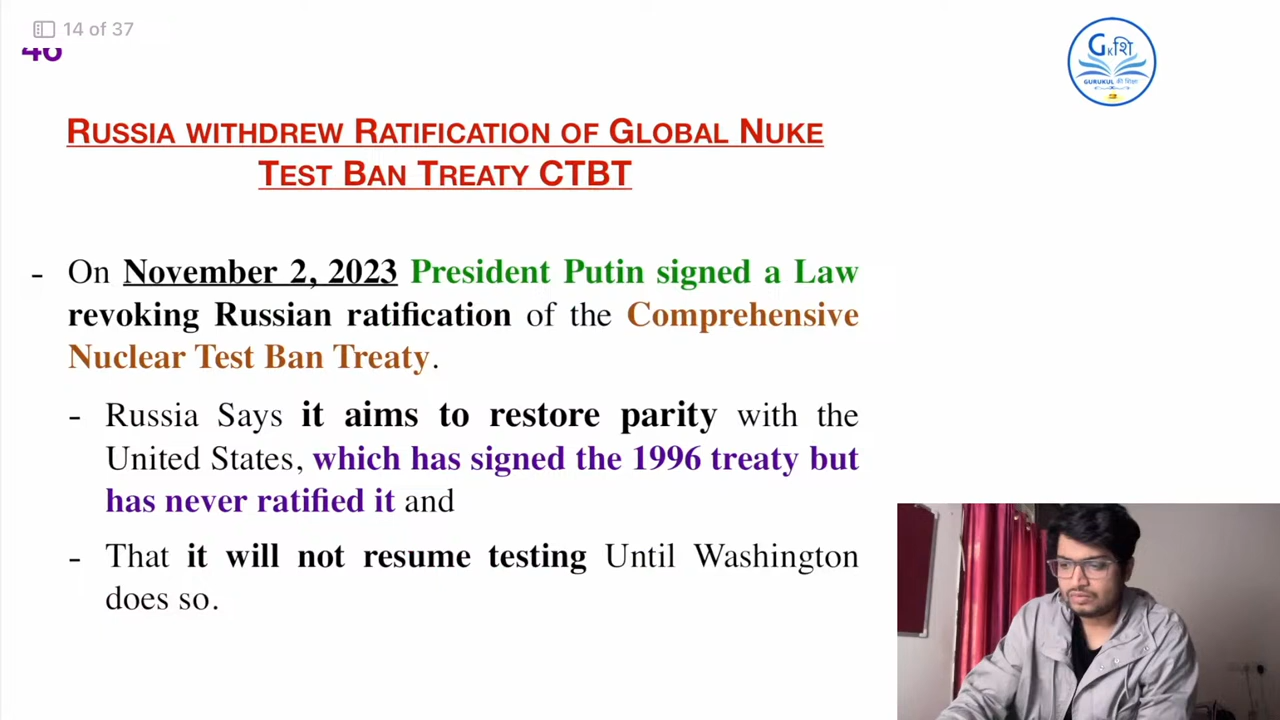 14 of 37
46
GKशि
GURUKUL की शिक्षा
RUSSIA WITHDREW RATIFICATION OF GLOBAL NUKE
TEST BAN TREATY CTBT
- On November 2, 2023 President Putin signed a Law
revoking Russian ratification of the Comprehensive
Nuclear Test Ban Treaty.
- Russia Says it aims to restore parity with the
United States, which has signed the 1996 treaty but
has never ratified it and
- That it will not resume testing Until Washington
does so.